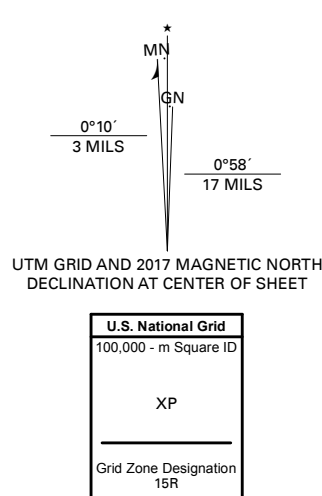 ★
MN
GN
0°10´
3 MILS
0°58´
17 MILS
UTM GRID AND 2017 MAGNETIC NORTH
DECLINATION AT CENTER OF SHEET
U.S. National Grid
100,000 - m Square ID
XP
Grid Zone Designation
15R